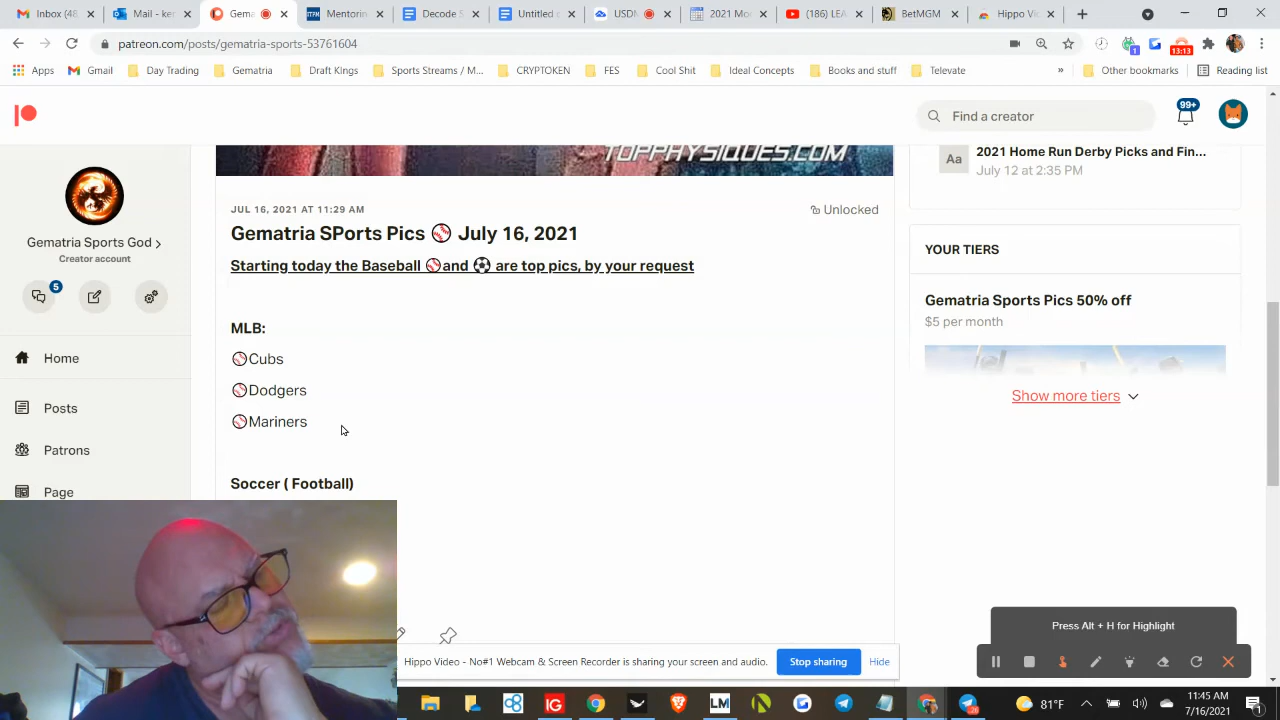 Inbox (48,
Mail - ker
Gema
Mentorin
Decode S
Untitled d
USDM
2021 Mo
(186) LEA
BetMGM
Hippo Vi
patreon.com/posts/gematria-sports-53761604
1
13:13
Apps
Gmail
Day Trading
Gematria
Draft KIngs
Sports Streams / M...
CRYPTOKEN
FES
Cool Shit
Ideal Concepts
Books and stuff
Televate
»
Other bookmarks
Reading list
Find a creator
99+
TOPPHYSIQUES.COM
Aa
2021 Home Run Derby Picks and Fin...
July 12 at 2:35 PM
Gematria Sports God
Creator account
5
Home
Posts
Patrons
Page
JUL 16, 2021 AT 11:29 AM
Unlocked
Gematria SPorts Pics ⚾ July 16, 2021
Starting today the Baseball ⚾and ⚽ are top pics, by your request
MLB:
⚾Cubs
⚾Dodgers
⚾Mariners
Soccer ( Football)
YOUR TIERS
Gematria Sports Pics 50% off
$5 per month
Show more tiers
Press Alt + H for Highlight
Hippo Video - No#1 Webcam & Screen Recorder is sharing your screen and audio.
Stop sharing
Hide
IG
LM
81°F
11:45 AM
7/16/2021
1